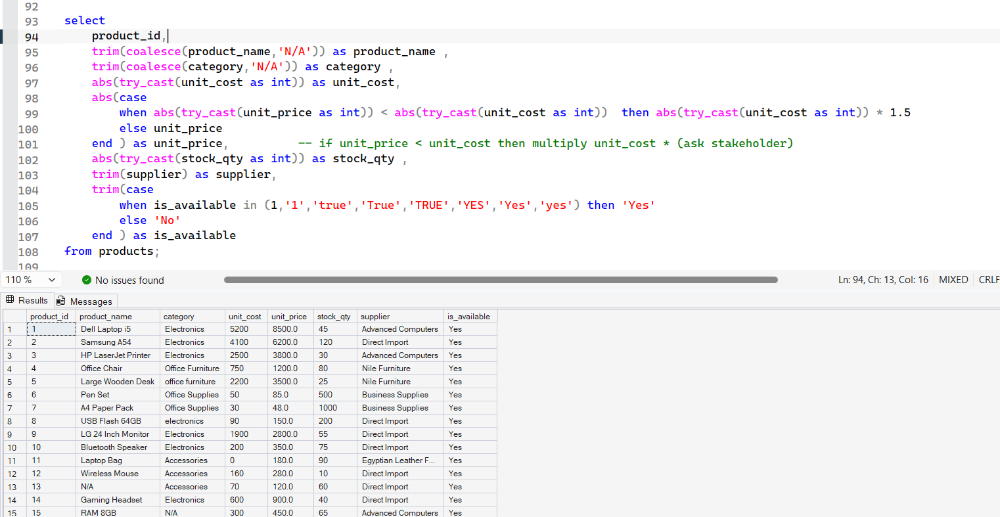 92
93 select
94 product_id,
95 trim(coalesce(product_name,'N/A')) as product_name ,
96 trim(coalesce(category,'N/A')) as category ,
97 abs(try_cast(unit_cost as int)) as unit_cost,
98 abs(case
99 when abs(try_cast(unit_price as int)) < abs(try_cast(unit_cost as int))  then abs(try_cast(unit_cost as int)) * 1.5
100 else unit_price
101 end ) as unit_price, -- if unit_price < unit_cost then multiply unit_cost * (ask stakeholder)
102 abs(try_cast(stock_qty as int)) as stock_qty ,
103 trim(supplier) as supplier,
104 trim(case
105 when is_available in (1,'1','true','True','TRUE','YES','Yes','yes') then 'Yes'
106 else 'No'
107 end ) as is_available
108 from products;
109
110 % No issues found Ln: 94, Ch: 13, Col: 16 MIXED CRLF
Results Messages
product_id product_name category unit_cost unit_price stock_qty supplier is_available
1 1 Dell Laptop i5 Electronics 5200 8500.0 45 Advanced Computers Yes
2 2 Samsung A54 Electronics 4100 6200.0 120 Direct Import Yes
3 3 HP LaserJet Printer Electronics 2500 3800.0 30 Advanced Computers Yes
4 4 Office Chair Office Furniture 750 1200.0 80 Nile Furniture Yes
5 5 Large Wooden Desk office furniture 2200 3500.0 25 Nile Furniture Yes
6 6 Pen Set Office Supplies 50 85.0 500 Business Supplies Yes
7 7 A4 Paper Pack Office Supplies 30 48.0 1000 Business Supplies Yes
8 8 USB Flash 64GB electronics 90 150.0 200 Direct Import Yes
9 9 LG 24 Inch Monitor Electronics 1900 2800.0 55 Direct Import Yes
10 10 Bluetooth Speaker Electronics 200 350.0 75 Direct Import Yes
11 11 Laptop Bag Accessories 0 180.0 90 Egyptian Leather F... Yes
12 12 Wireless Mouse Accessories 160 280.0 10 Direct Import Yes
13 13 N/A Accessories 70 120.0 60 Direct Import Yes
14 14 Gaming Headset Electronics 600 900.0 40 Direct Import Yes
15 15 RAM 8GB N/A 300 450.0 65 Advanced Computers Yes